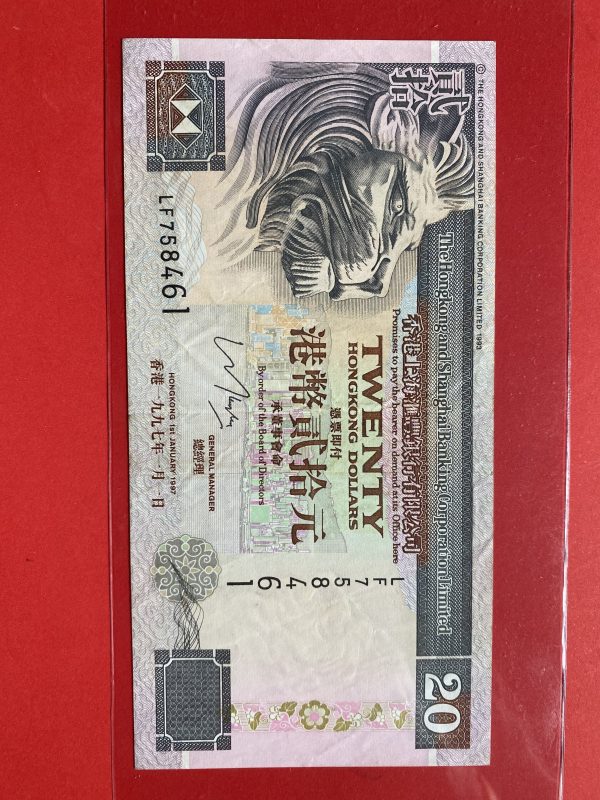 © THE HONGKONG AND SHANGHAI BANKING CORPORATION LIMITED 1993
The Hongkong and Shanghai Banking Corporation Limited
20
貳拾
香港上海滙豐銀行有限公司
Promises to pay the bearer on demand at its Office here
TWENTY
HONGKONG DOLLARS
憑票即付
港幣貳拾元
承董事會命
By order of the Board of Directors
LF758461
GENERAL MANAGER
總經理
HONGKONG 1st JANUARY 1997
香港一九九七年一月一日
LF758461